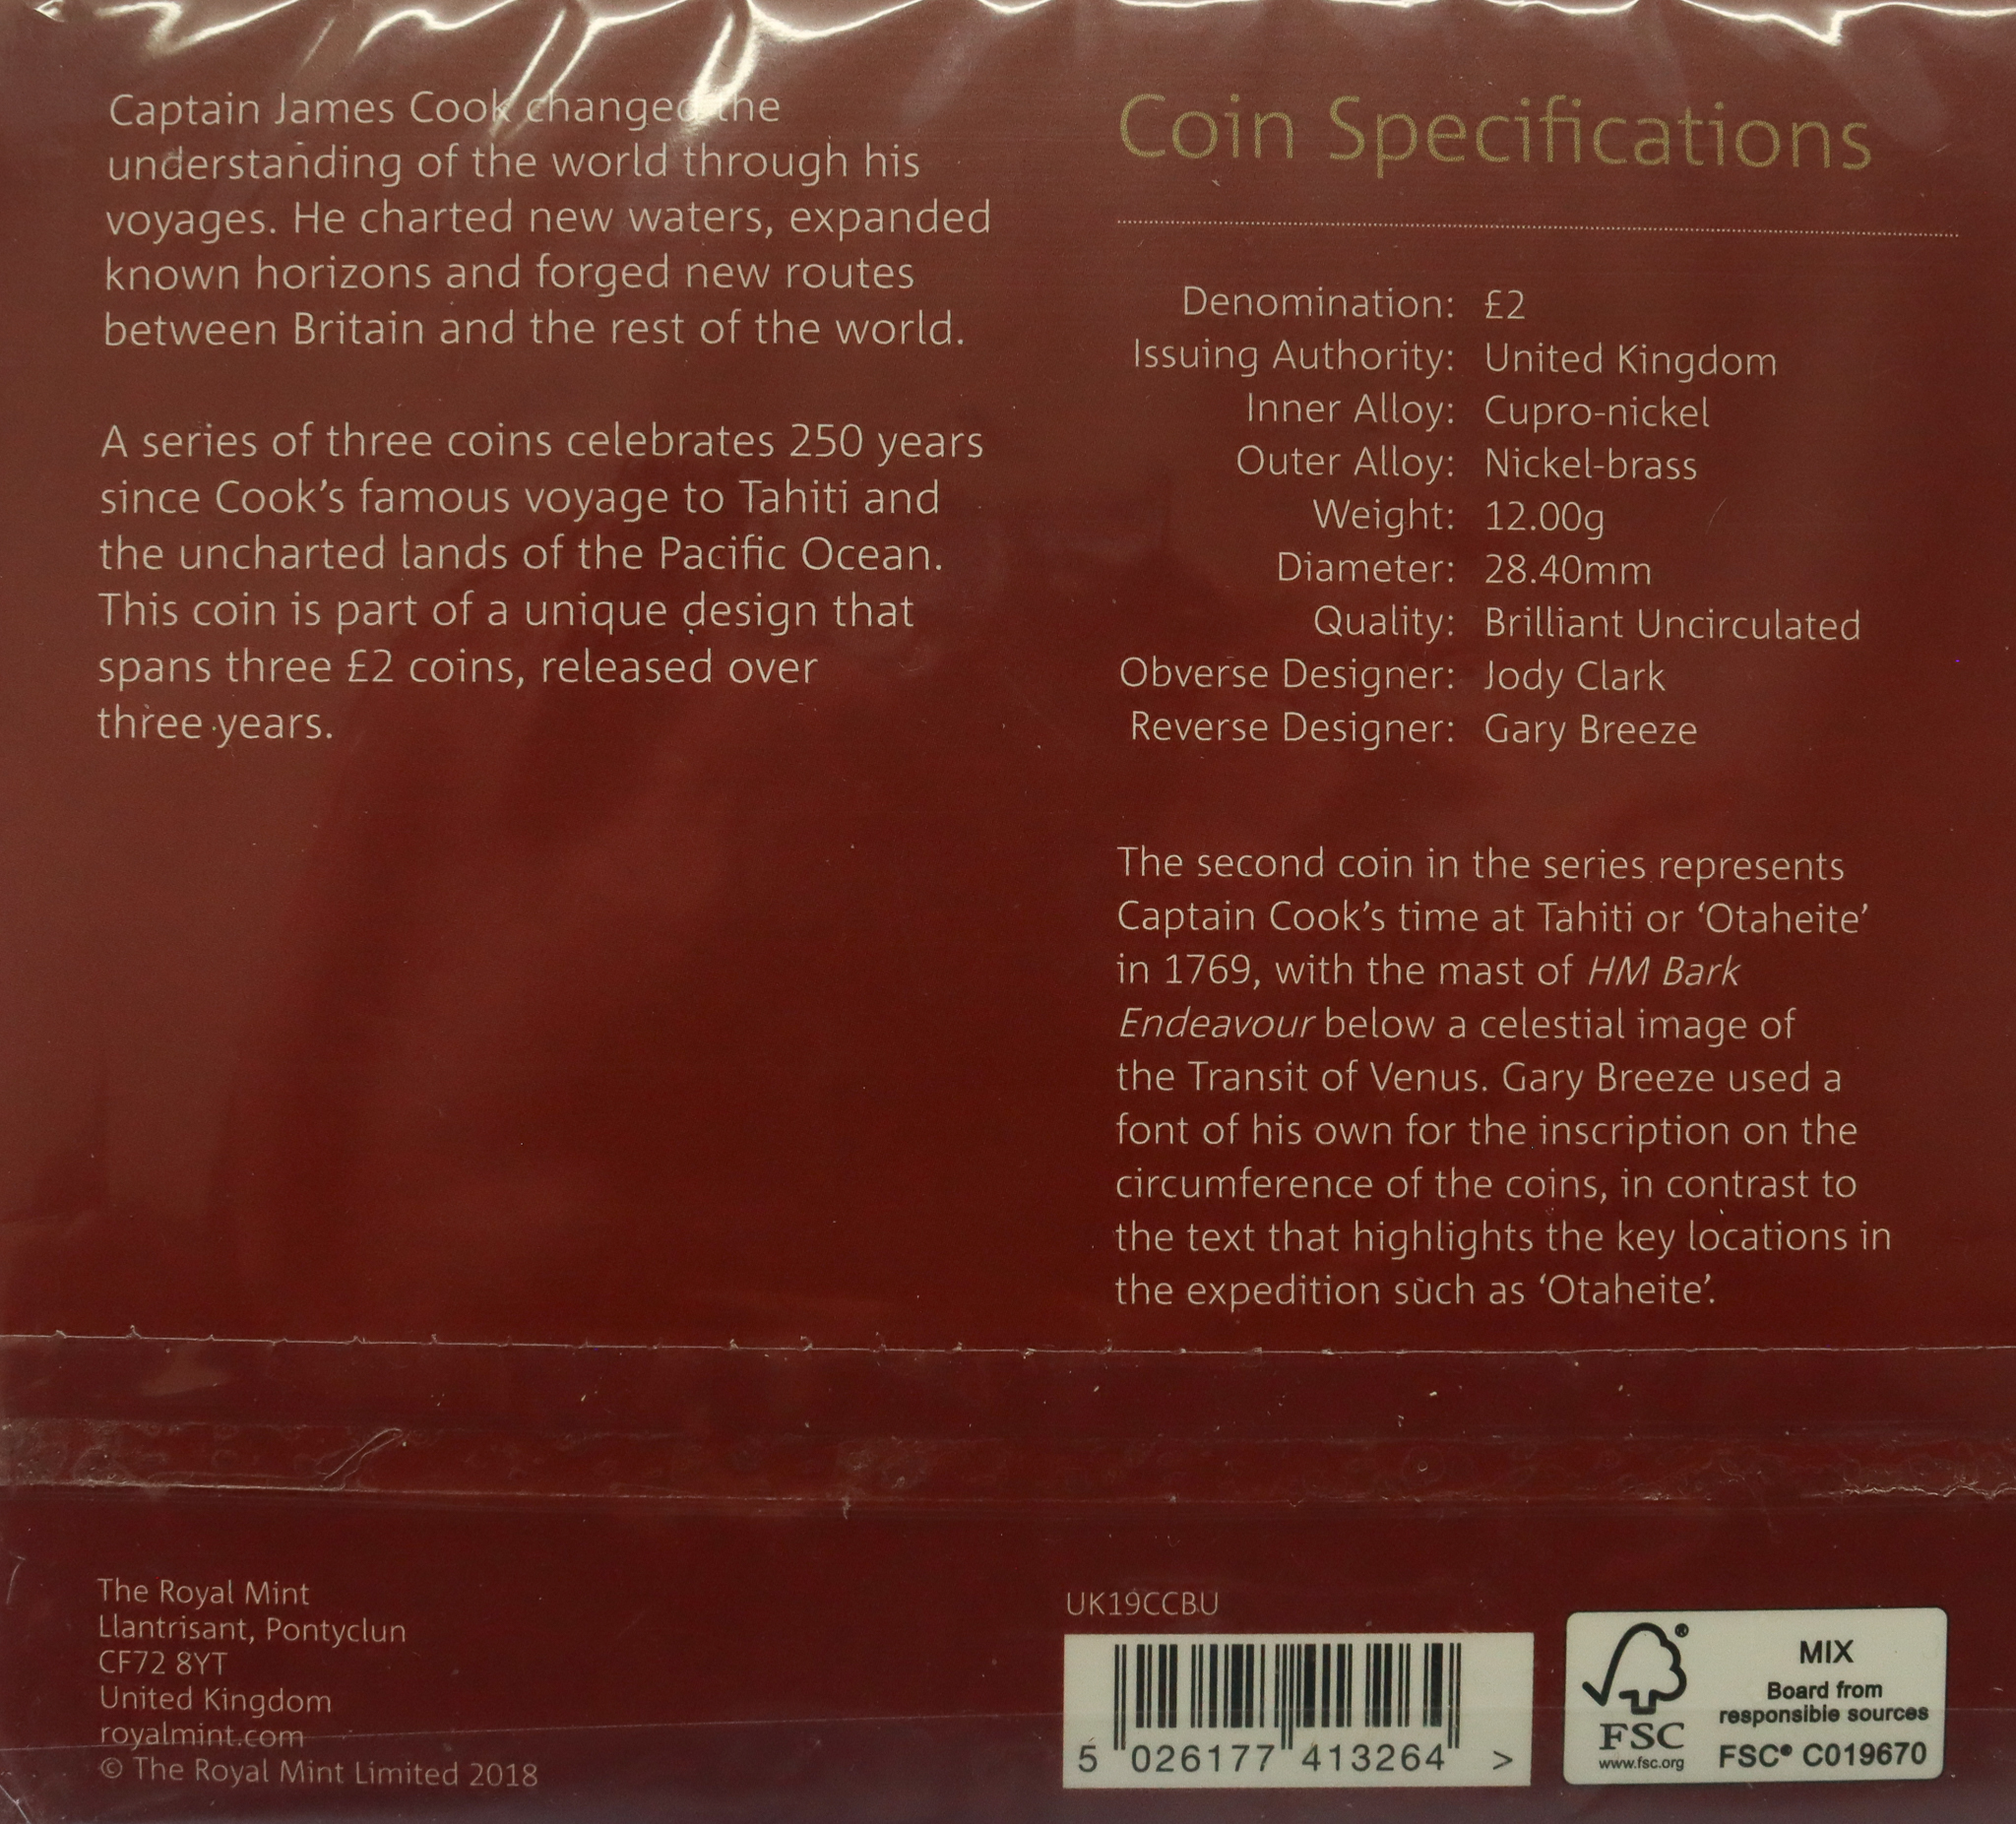 Captain James Cook changed the
understanding of the world through his
voyages. He charted new waters, expanded
known horizons and forged new routes
between Britain and the rest of the world.
A series of three coins celebrates 250 years
since Cook’s famous voyage to Tahiti and
the uncharted lands of the Pacific Ocean.
This coin is part of a unique design that
spans three £2 coins, released over
three years.
Coin Specifications
Denomination: £2
Issuing Authority: United Kingdom
Inner Alloy: Cupro-nickel
Outer Alloy: Nickel-brass
Weight: 12.00g
Diameter: 28.40mm
Quality: Brilliant Uncirculated
Obverse Designer: Jody Clark
Reverse Designer: Gary Breeze
The second coin in the series represents
Captain Cook’s time at Tahiti or ‘Otaheite’
in 1769, with the mast of HM Bark
Endeavour below a celestial image of
the Transit of Venus. Gary Breeze used a
font of his own for the inscription on the
circumference of the coins, in contrast to
the text that highlights the key locations in
the expedition such as ‘Otaheite’.
The Royal Mint
Llantrisant, Pontyclun
CF72 8YT
United Kingdom
royalmint.com
© The Royal Mint Limited 2018
UK19CCBU
5 026177 413264 >
®
FSC
www.fsc.org
MIX
Board from
responsible sources
FSC® C019670